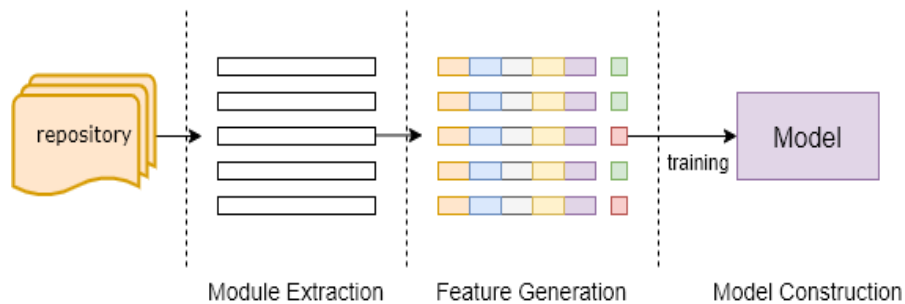 repository
training
Model
Module Extraction
Feature Generation
Model Construction